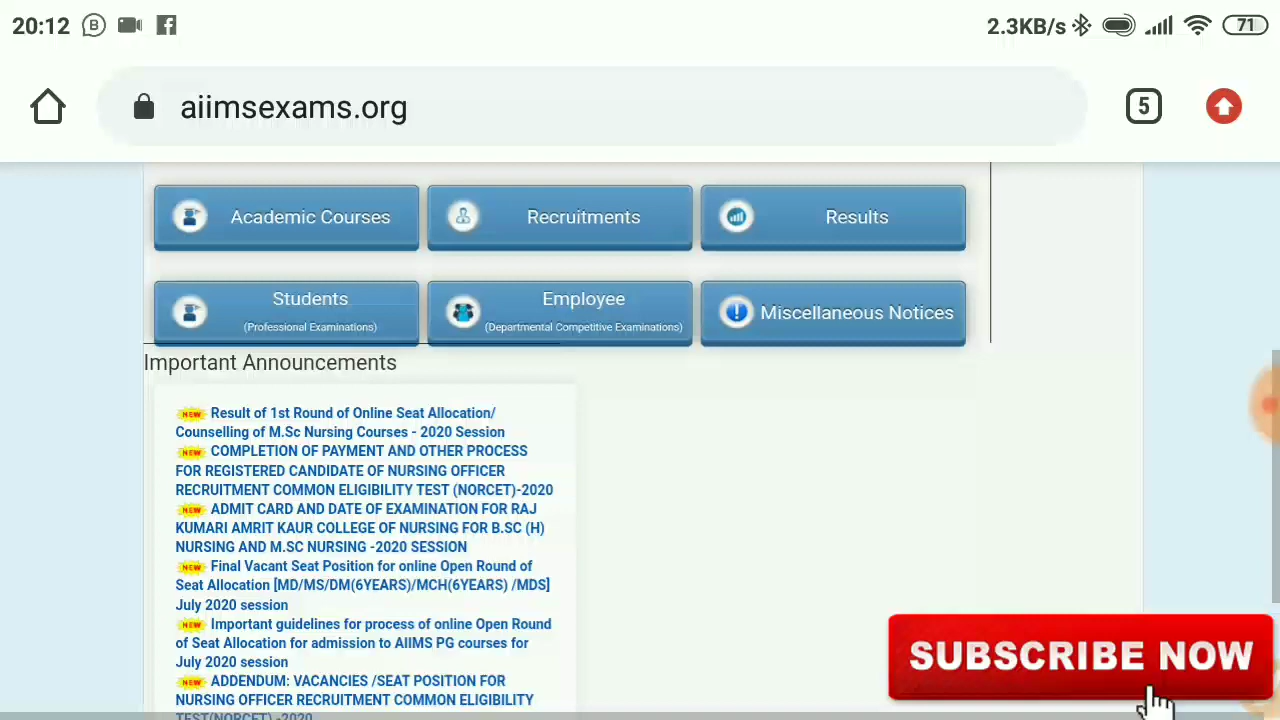 20:12
2.3KB/s
71
aiimsexams.org
5
Academic Courses
Recruitments
Results
Students
(Professional Examinations)
Employee
(Departmental Competitive Examinations)
Miscellaneous Notices
Important Announcements
NEW Result of 1st Round of Online Seat Allocation/
Counselling of M.Sc Nursing Courses - 2020 Session
NEW COMPLETION OF PAYMENT AND OTHER PROCESS
FOR REGISTERED CANDIDATE OF NURSING OFFICER
RECRUITMENT COMMON ELIGIBILITY TEST (NORCET)-2020
NEW ADMIT CARD AND DATE OF EXAMINATION FOR RAJ
KUMARI AMRIT KAUR COLLEGE OF NURSING FOR B.SC (H)
NURSING AND M.SC NURSING -2020 SESSION
NEW Final Vacant Seat Position for online Open Round of
Seat Allocation [MD/MS/DM(6YEARS)/MCH(6YEARS) /MDS]
July 2020 session
NEW Important guidelines for process of online Open Round
of Seat Allocation for admission to AIIMS PG courses for
July 2020 session
NEW ADDENDUM: VACANCIES /SEAT POSITION FOR
NURSING OFFICER RECRUITMENT COMMON ELIGIBILITY
TEST(NORCET) -2020
SUBSCRIBE NOW